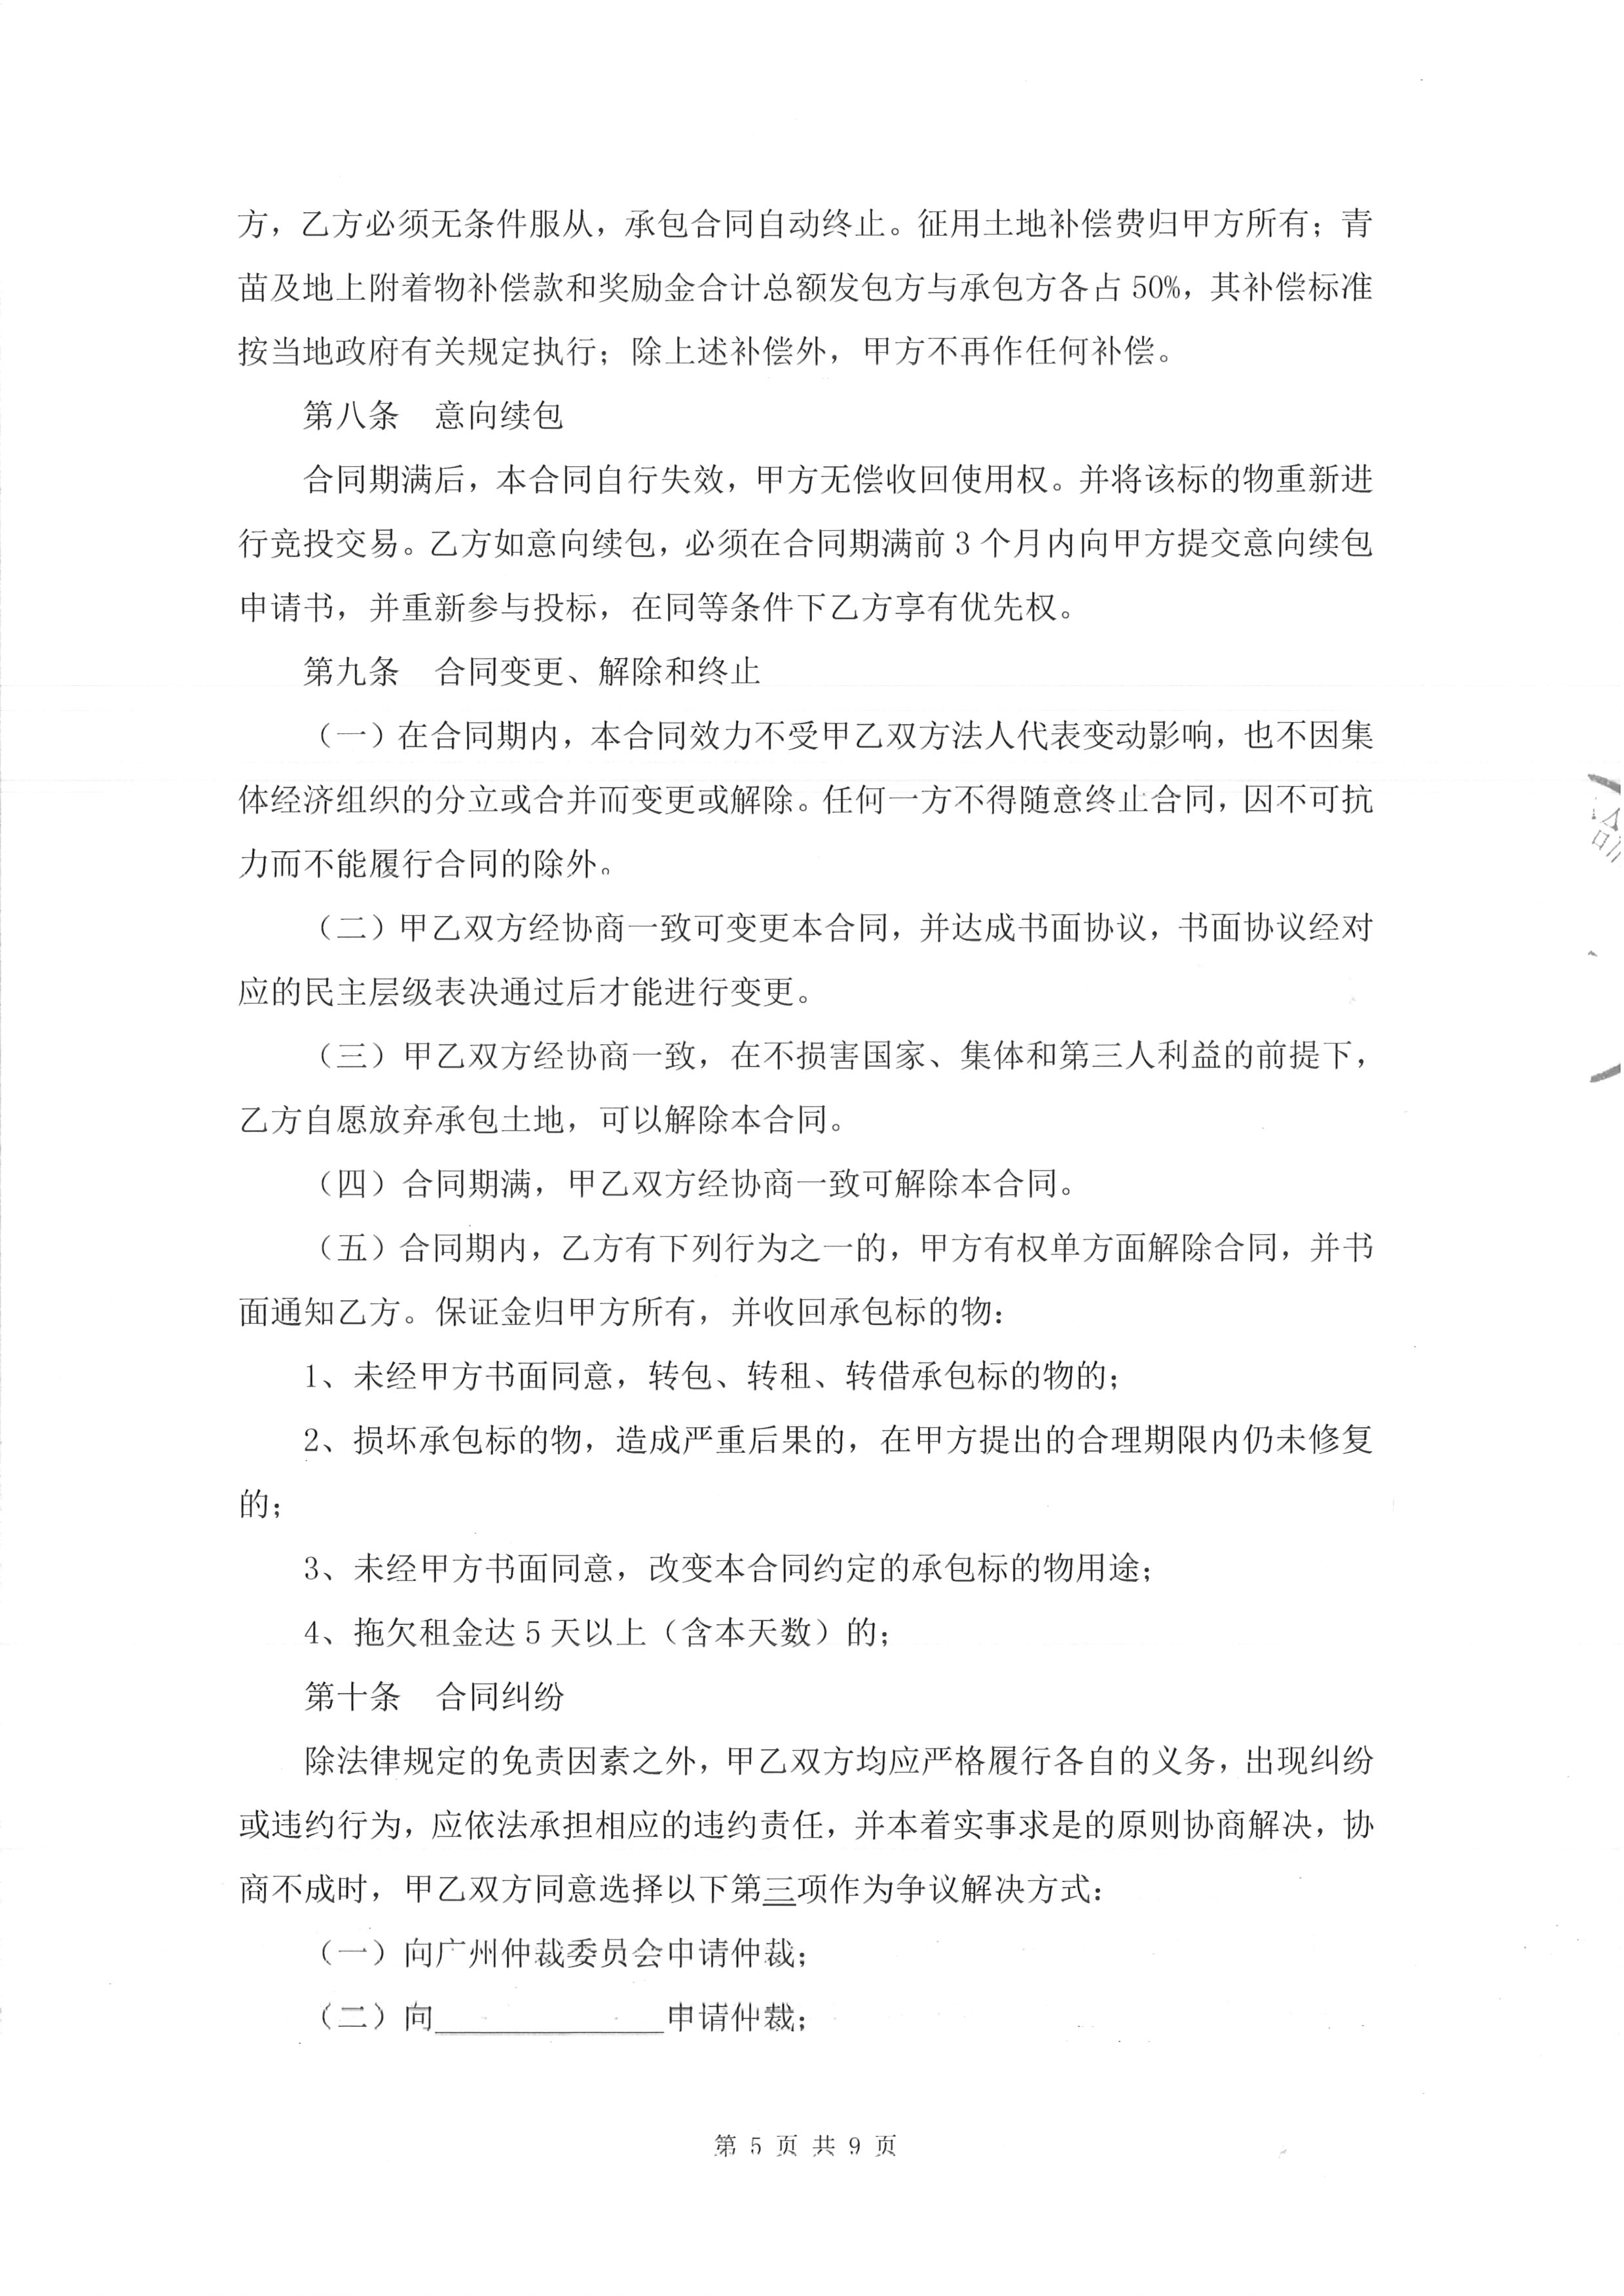 方，乙方必须无条件服从，承包合同自动终止。征用土地补偿费归甲方所有；青
苗及地上附着物补偿款和奖励金合计总额发包方与承包方各占 50%，其补偿标准
按当地政府有关规定执行；除上述补偿外，甲方不再作任何补偿。
第八条　意向续包
合同期满后，本合同自行失效，甲方无偿收回使用权。并将该标的物重新进
行竞投交易。乙方如意向续包，必须在合同期满前 3 个月内向甲方提交意向续包
申请书，并重新参与投标，在同等条件下乙方享有优先权。
第九条　合同变更、解除和终止
（一）在合同期内，本合同效力不受甲乙双方法人代表变动影响，也不因集
体经济组织的分立或合并而变更或解除。任何一方不得随意终止合同，因不可抗
力而不能履行合同的除外。
（二）甲乙双方经协商一致可变更本合同，并达成书面协议，书面协议经对
应的民主层级表决通过后才能进行变更。
（三）甲乙双方经协商一致，在不损害国家、集体和第三人利益的前提下，
乙方自愿放弃承包土地，可以解除本合同。
（四）合同期满，甲乙双方经协商一致可解除本合同。
（五）合同期内，乙方有下列行为之一的，甲方有权单方面解除合同，并书
面通知乙方。保证金归甲方所有，并收回承包标的物：
1、未经甲方书面同意，转包、转租、转借承包标的物的；
2、损坏承包标的物，造成严重后果的，在甲方提出的合理期限内仍未修复
的；
3、未经甲方书面同意，改变本合同约定的承包标的物用途；
4、拖欠租金达 5 天以上（含本天数）的；
第十条　合同纠纷
除法律规定的免责因素之外，甲乙双方均应严格履行各自的义务，出现纠纷
或违约行为，应依法承担相应的违约责任，并本着实事求是的原则协商解决，协
商不成时，甲乙双方同意选择以下第三项作为争议解决方式：
（一）向广州仲裁委员会申请仲裁；
（二）向＿＿＿＿＿＿＿申请仲裁；
第 5 页 共 9 页